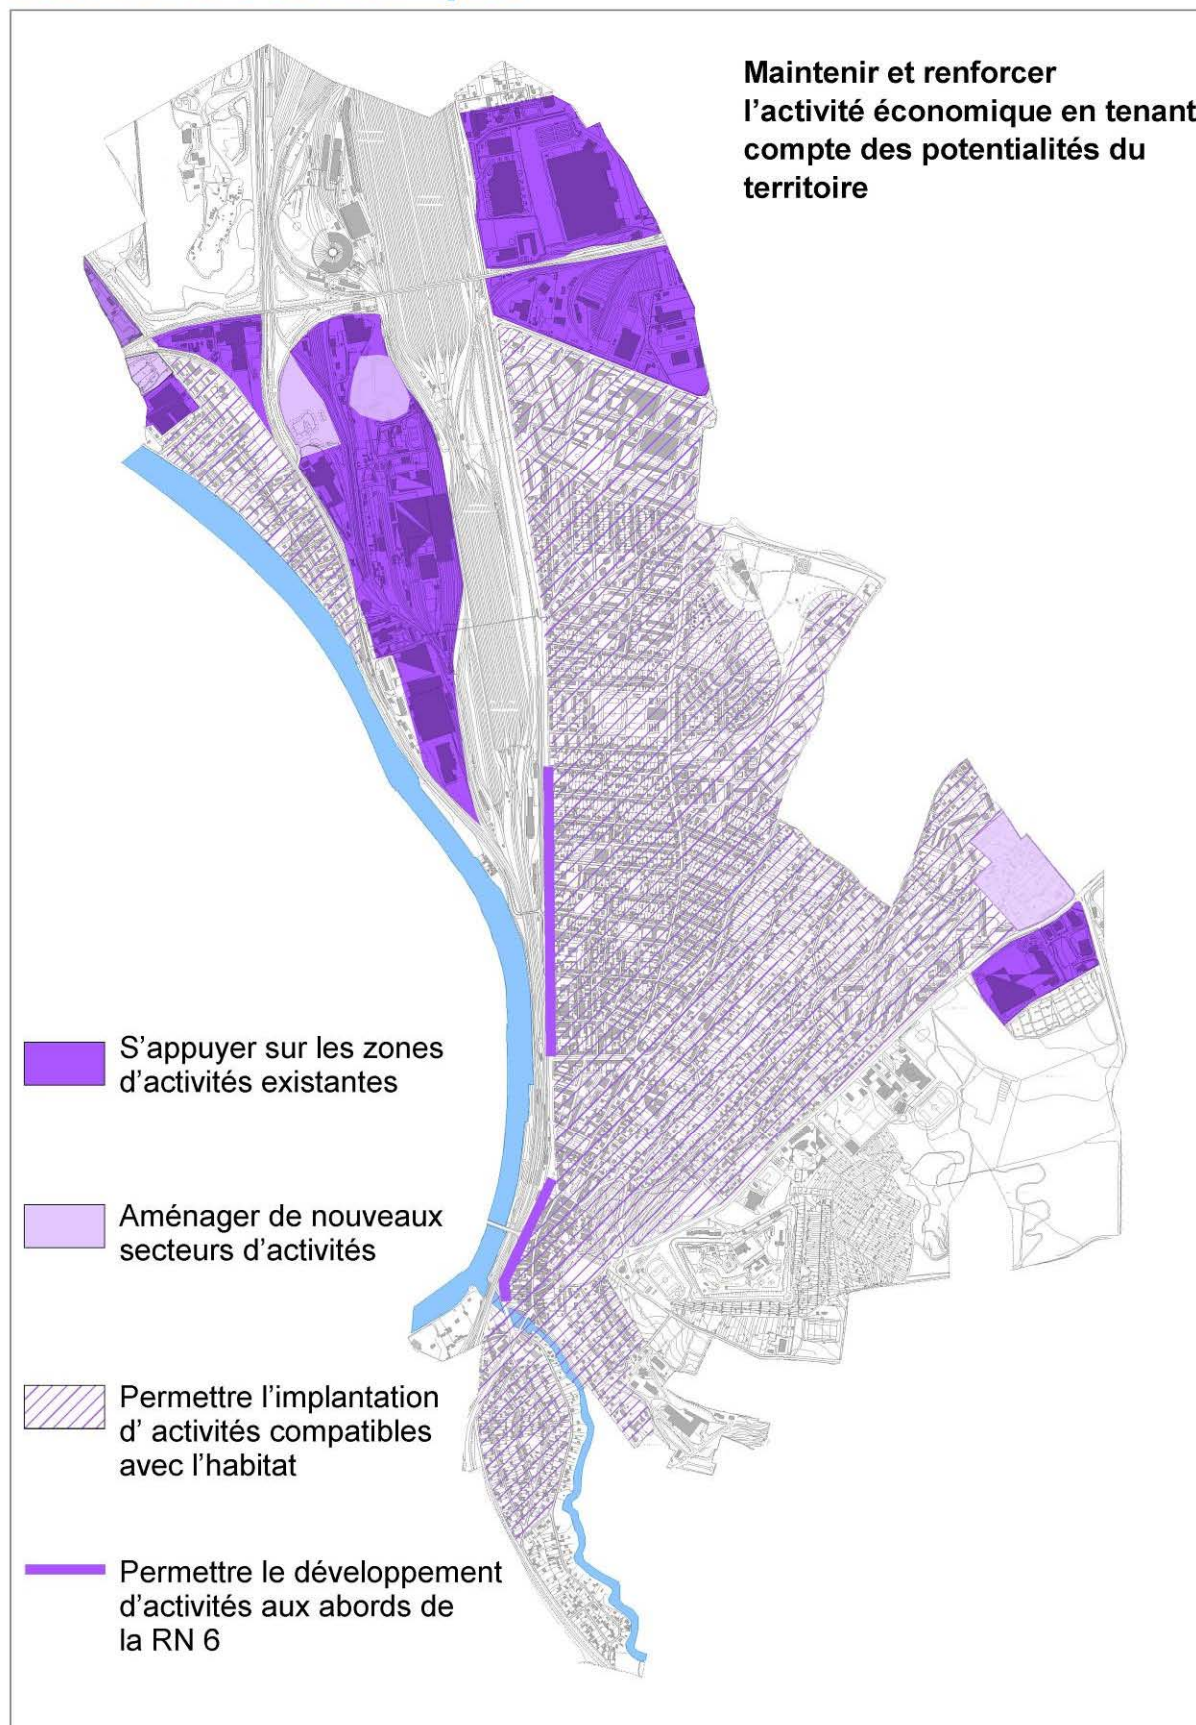 Maintenir et renforcer
l'activité économique en tenant
compte des potentialités du
territoire
S'appuyer sur les zones
d'activités existantes
Aménager de nouveaux
secteurs d'activités
Permettre l'implantation
d' activités compatibles
avec l'habitat
Permettre le développement
d'activités aux abords de
la RN 6